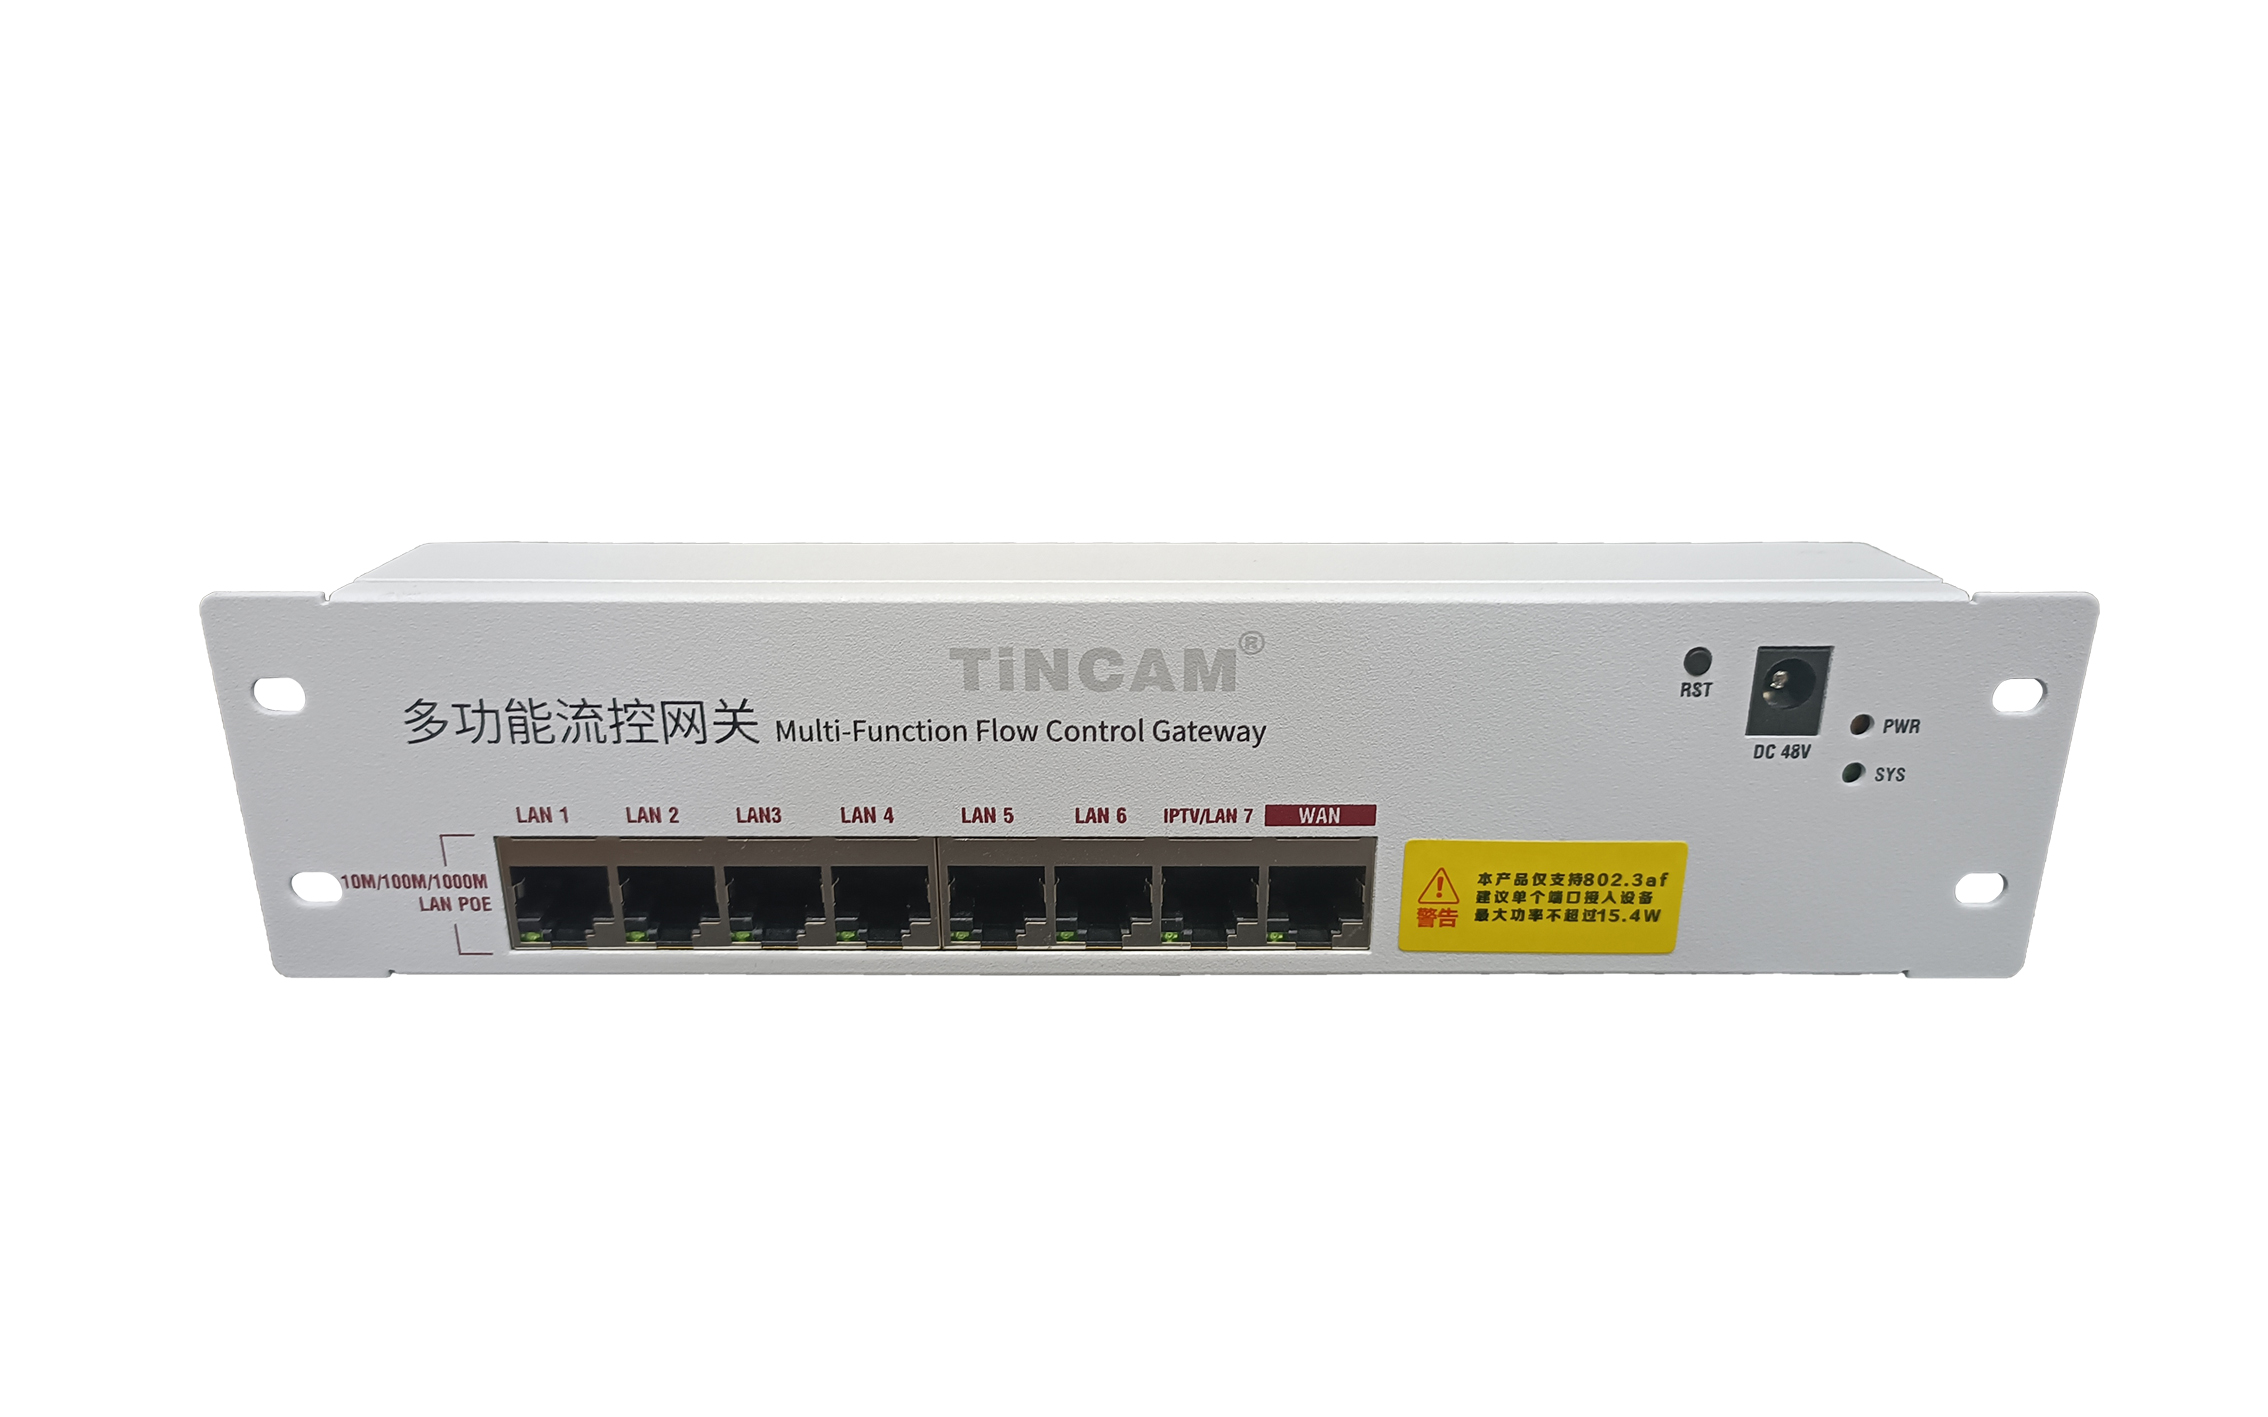 TiNCAM®
多功能流控网关 Multi-Function Flow Control Gateway
RST
DC 48V
PWR
SYS
LAN 1 LAN 2 LAN3 LAN 4 LAN 5 LAN 6 IPTV/LAN 7 WAN
10M/100M/1000M
LAN POE
警告
本产品仅支持802.3af
建议单个端口接入设备
最大功率不超过15.4W